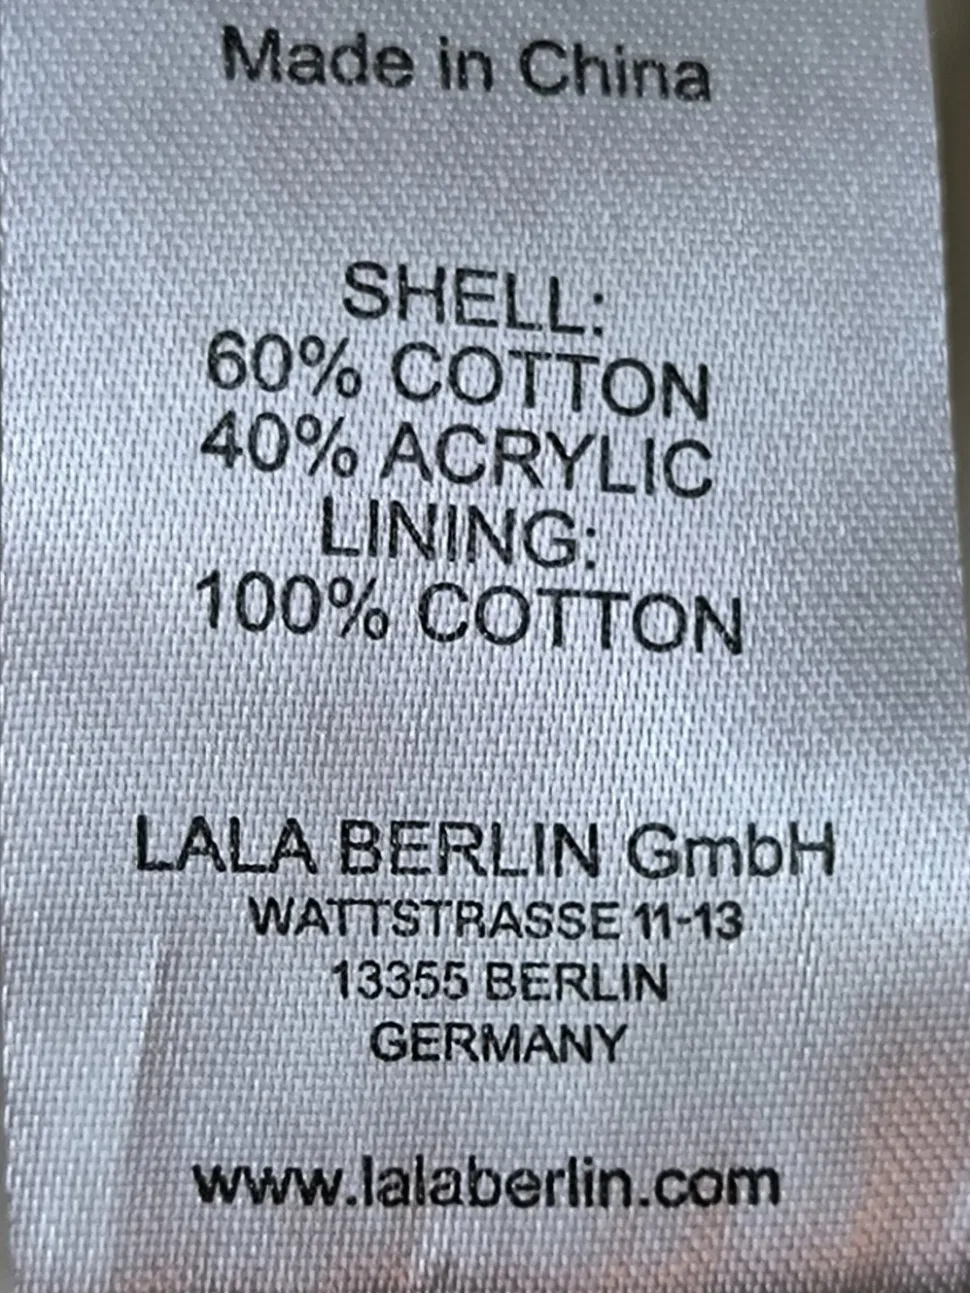 Made in China
SHELL:
60% COTTON
40% ACRYLIC
LINING:
100% COTTON
LALA BERLIN GmbH
WATTSTRASSE 11-13
13355 BERLIN
GERMANY
www.lalaberlin.com